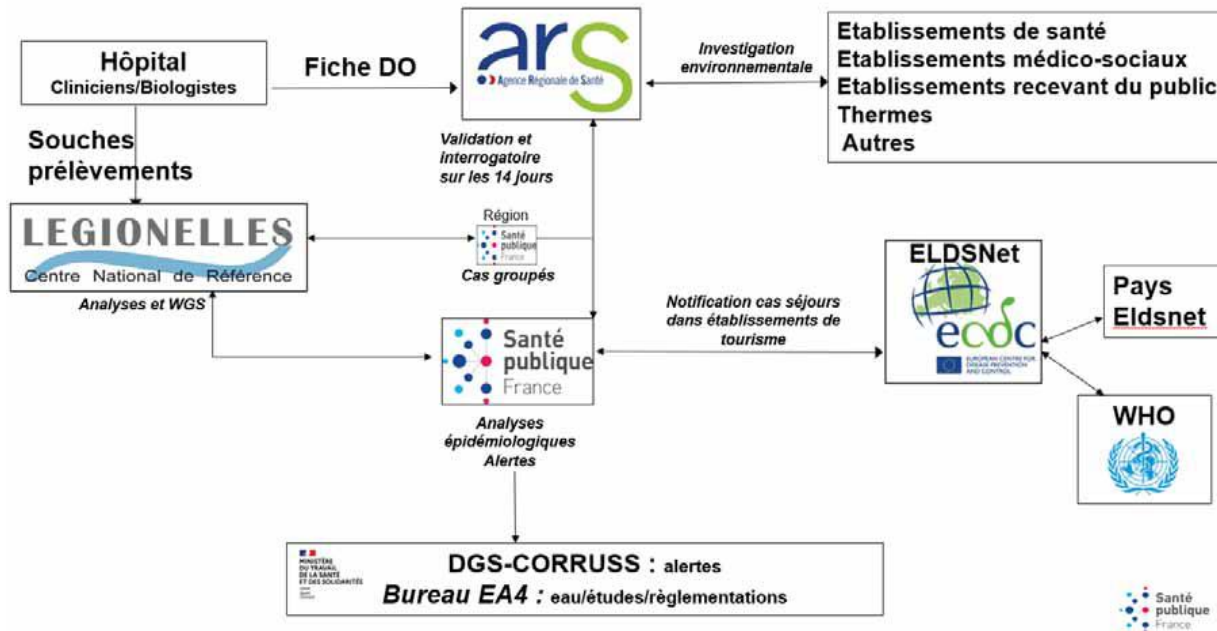 Hôpital
Cliniciens/Biologistes
Fiche DO
ars
Agence Régionale de Santé
Investigation
environnementale
Etablissements de santé
Etablissements médico-sociaux
Etablissements recevant du public
Thermes
Autres
Souches
prélèvements
Validation et
interrogatoire
sur les 14 jours
LEGIONELLES
Centre National de Référence
Analyses et WGS
Région
Santé
publique
France
Cas groupés
Notification cas séjours
dans établissements de
tourisme
ELDSNet
ecdc
EUROPEAN CENTRE FOR
DISEASE PREVENTION
AND CONTROL
Pays
Eldsnet
WHO
Santé
publique
France
Analyses
épidémiologiques
Alertes
MINISTÈRE
DU TRAVAIL
DE LA SANTÉ
ET DES SOLIDARITÉS
DGS-CORRUSS : alertes
Bureau EA4 : eau/études/règlementations
Santé
publique
France